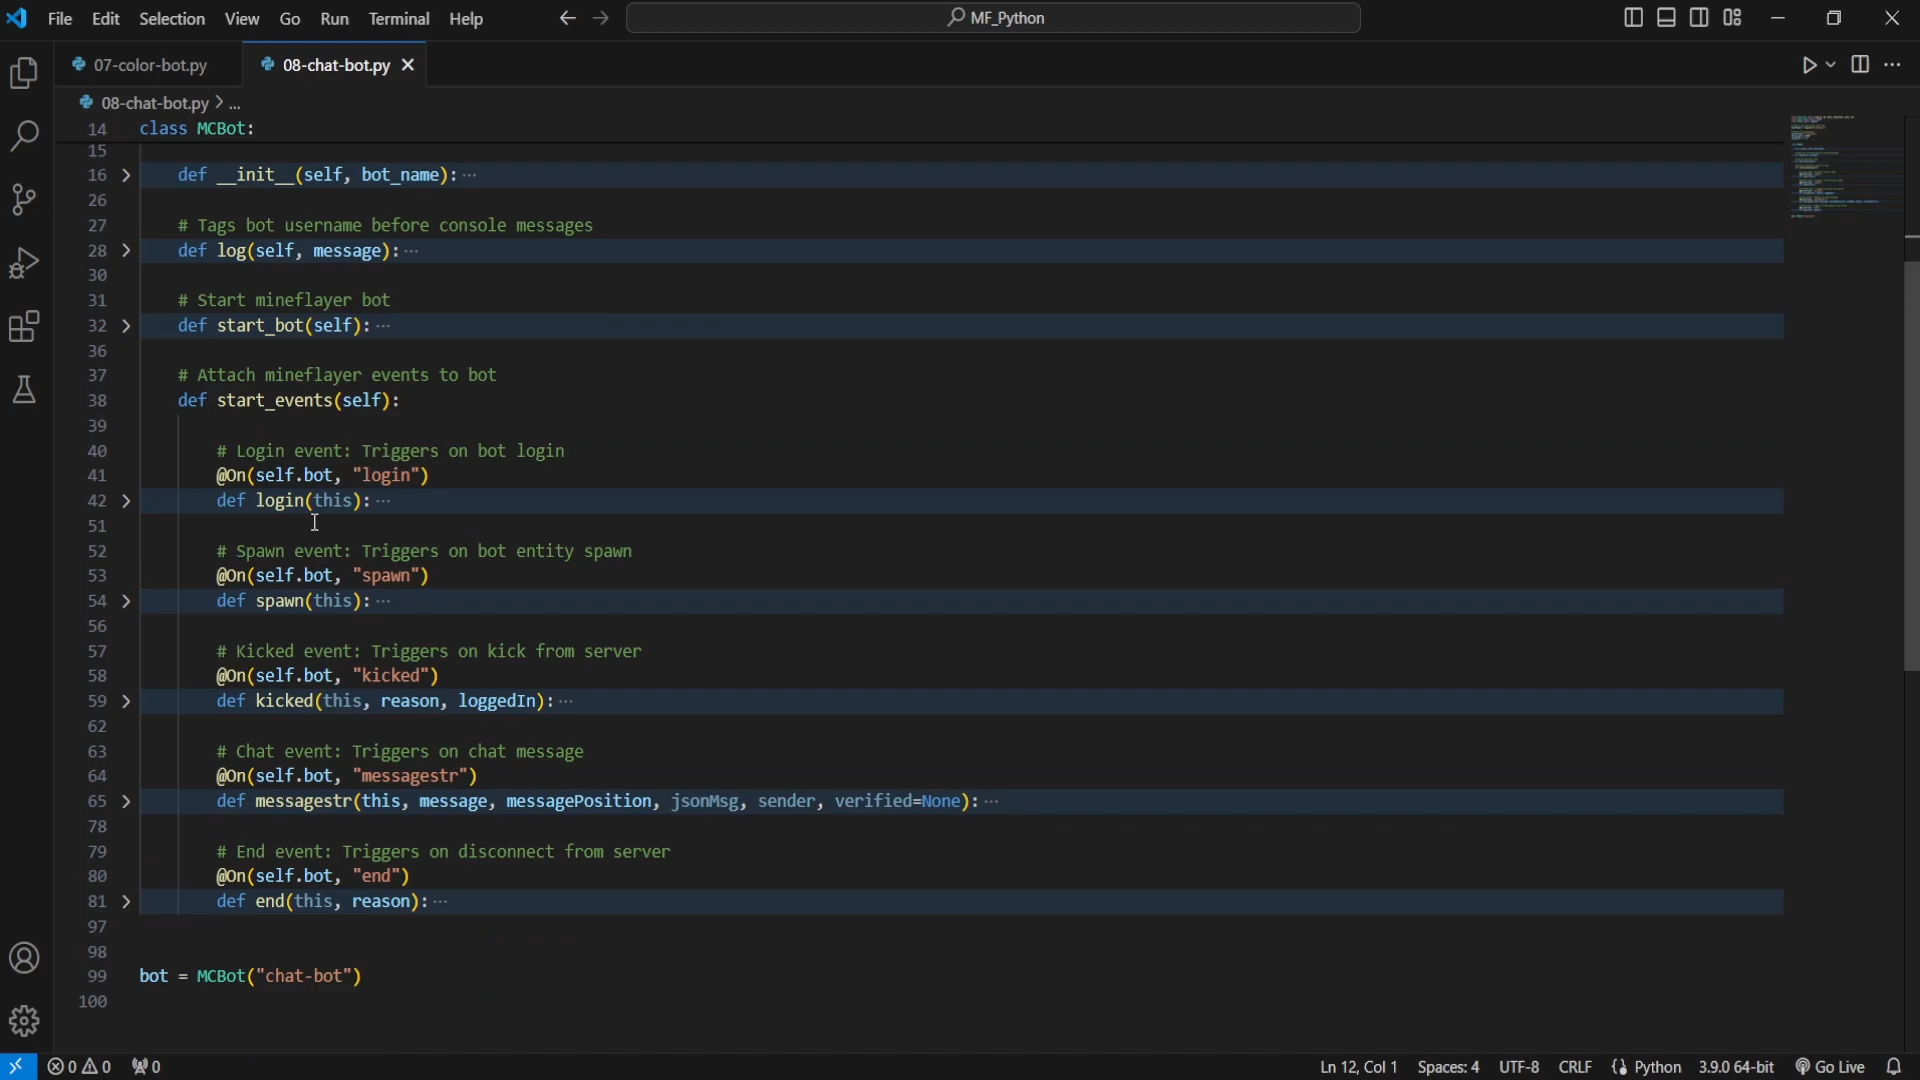 File Edit Selection View Go Run Terminal Help MF_Python
07-color-bot.py 08-chat-bot.py
08-chat-bot.py > ...
14 class MCBot:
15
16 def __init__(self, bot_name): ...
26
27 # Tags bot username before console messages
28 def log(self, message): ...
30
31 # Start mineflayer bot
32 def start_bot(self): ...
36
37 # Attach mineflayer events to bot
38 def start_events(self):
39
40 # Login event: Triggers on bot login
41 @On(self.bot, "login")
42 def login(this): ...
51
52 # Spawn event: Triggers on bot entity spawn
53 @On(self.bot, "spawn")
54 def spawn(this): ...
56
57 # Kicked event: Triggers on kick from server
58 @On(self.bot, "kicked")
59 def kicked(this, reason, loggedIn): ...
62
63 # Chat event: Triggers on chat message
64 @On(self.bot, "messagestr")
65 def messagestr(this, message, messagePosition, jsonMsg, sender, verified=None): ...
78
79 # End event: Triggers on disconnect from server
80 @On(self.bot, "end")
81 def end(this, reason): ...
97
98
99 bot = MCBot("chat-bot")
100
0 0 0 Ln 12, Col 1 Spaces: 4 UTF-8 CRLF Python 3.9.0 64-bit Go Live